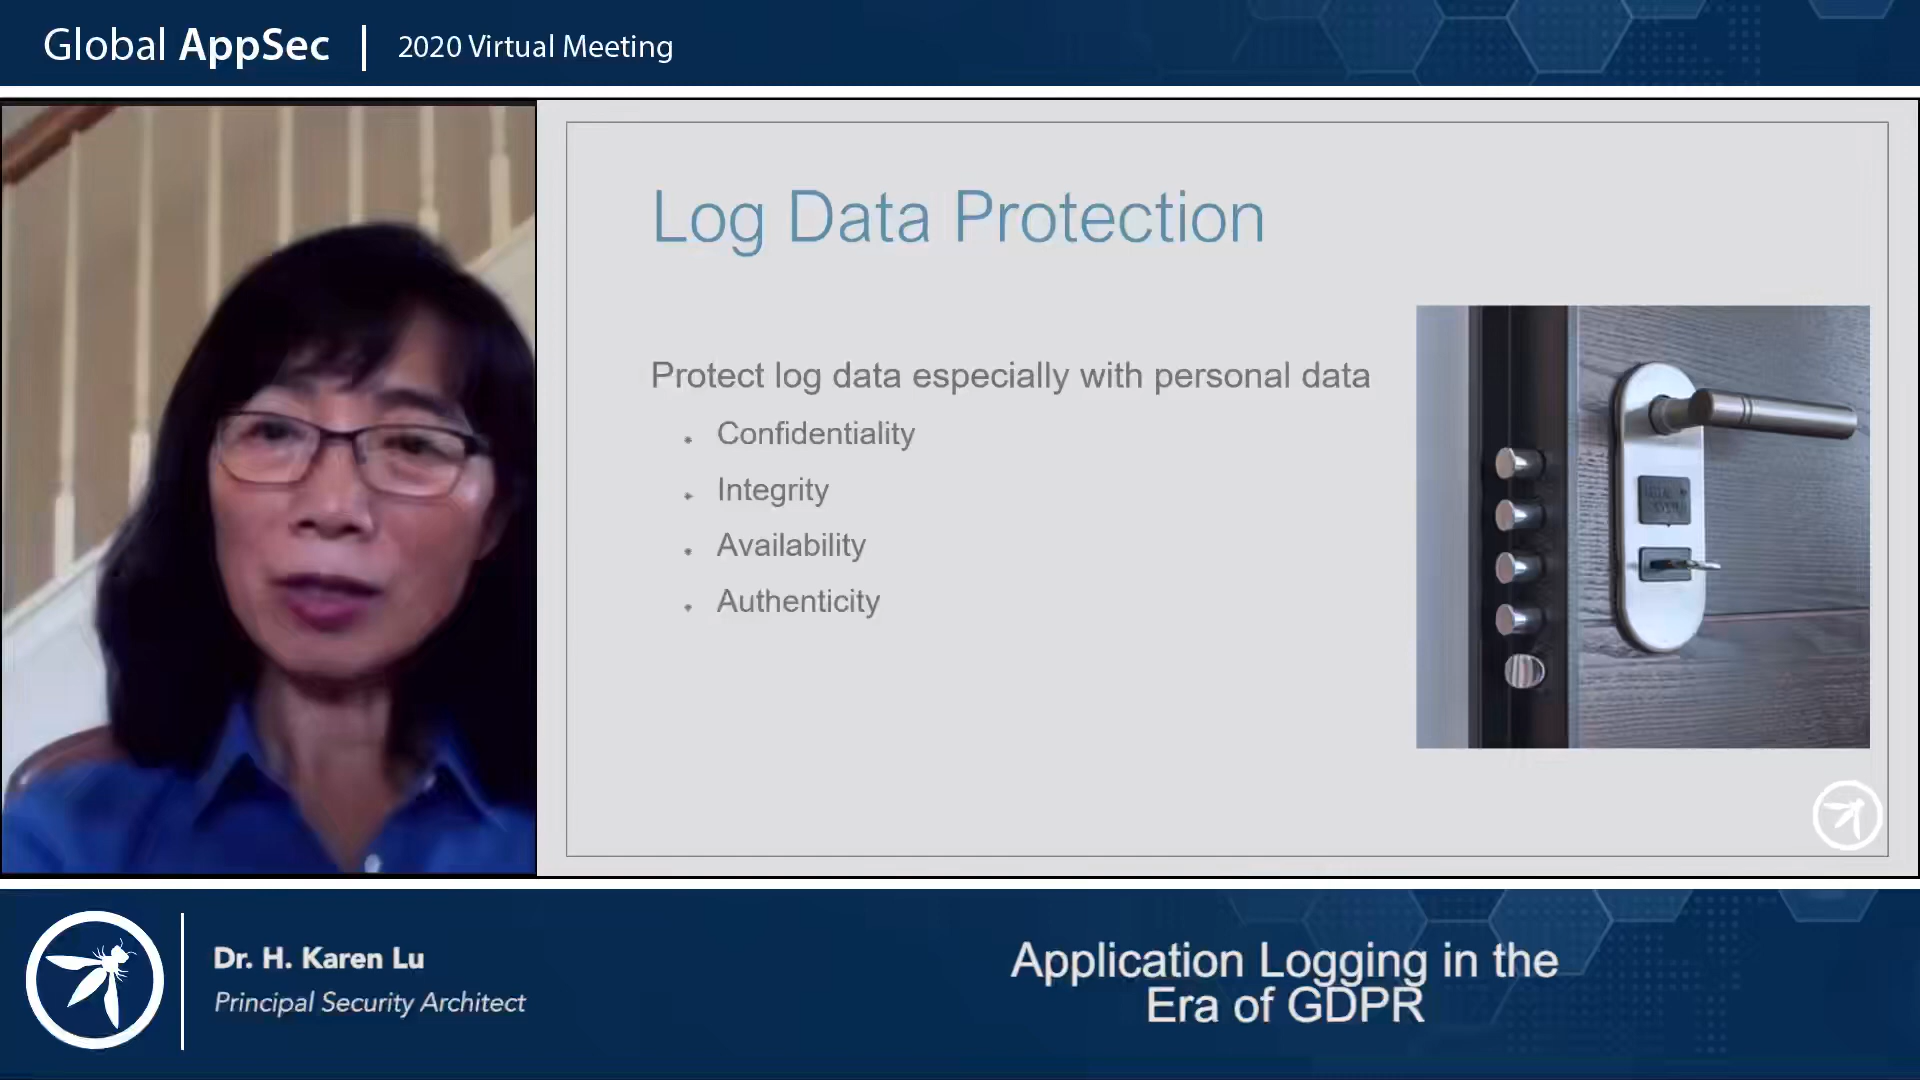 Global AppSec | 2020 Virtual Meeting
Log Data Protection
Protect log data especially with personal data
Confidentiality
Integrity
Availability
Authenticity
Dr. H. Karen Lu
Principal Security Architect
Application Logging in the
Era of GDPR